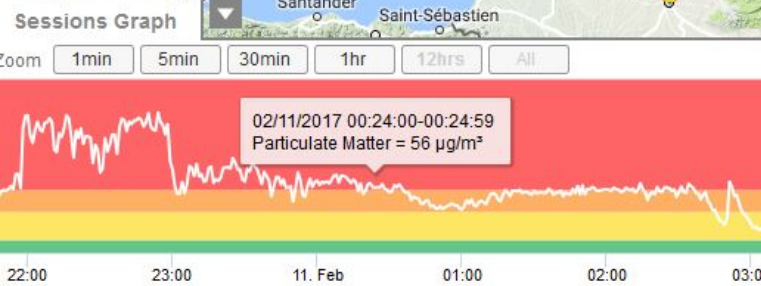 Santander
Saint-Sébastien
Sessions Graph
Zoom 1min 5min 30min 1hr 12hrs All
02/11/2017 00:24:00-00:24:59
Particulate Matter = 56 µg/m³
22:00 23:00 11. Feb 01:00 02:00 03:0